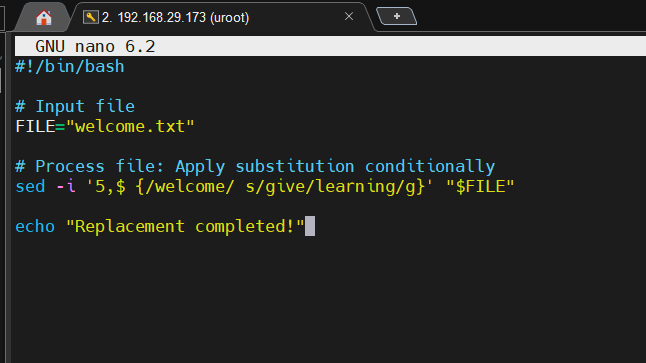 2. 192.168.29.173 (uroot)
GNU nano 6.2
#!/bin/bash
# Input file
FILE="welcome.txt"
# Process file: Apply substitution conditionally
sed -i '5,$ {/welcome/ s/give/learning/g}' "$FILE"
echo "Replacement completed!"